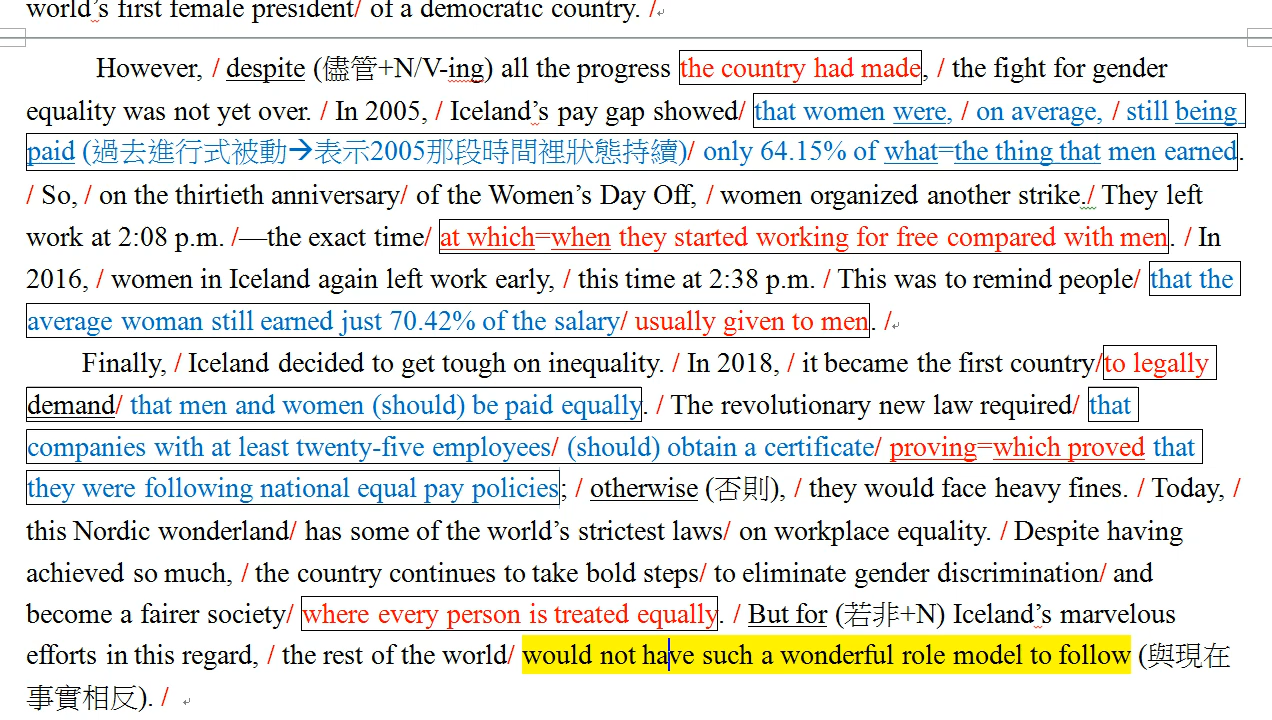 world's first female president/ of a democratic country. /
However, / despite (儘管+N/V-ing) all the progress the country had made, / the fight for gender
equality was not yet over. / In 2005, / Iceland's pay gap showed/ that women were, / on average, / still being
paid (過去進行式被動→表示2005那段時間裡狀態持續)/ only 64.15% of what=the thing that men earned.
/ So, / on the thirtieth anniversary/ of the Women's Day Off, / women organized another strike./ They left
work at 2:08 p.m. /—the exact time/ at which=when they started working for free compared with men. / In
2016, / women in Iceland again left work early, / this time at 2:38 p.m. / This was to remind people/ that the
average woman still earned just 70.42% of the salary/ usually given to men. /
Finally, / Iceland decided to get tough on inequality. / In 2018, / it became the first country/to legally
demand/ that men and women (should) be paid equally. / The revolutionary new law required/ that
companies with at least twenty-five employees/ (should) obtain a certificate/ proving=which proved that
they were following national equal pay policies; / otherwise (否則), / they would face heavy fines. / Today, /
this Nordic wonderland/ has some of the world's strictest laws/ on workplace equality. / Despite having
achieved so much, / the country continues to take bold steps/ to eliminate gender discrimination/ and
become a fairer society/ where every person is treated equally. / But for (若非+N) Iceland's marvelous
efforts in this regard, / the rest of the world/ would not have such a wonderful role model to follow (與現在
事實相反). /